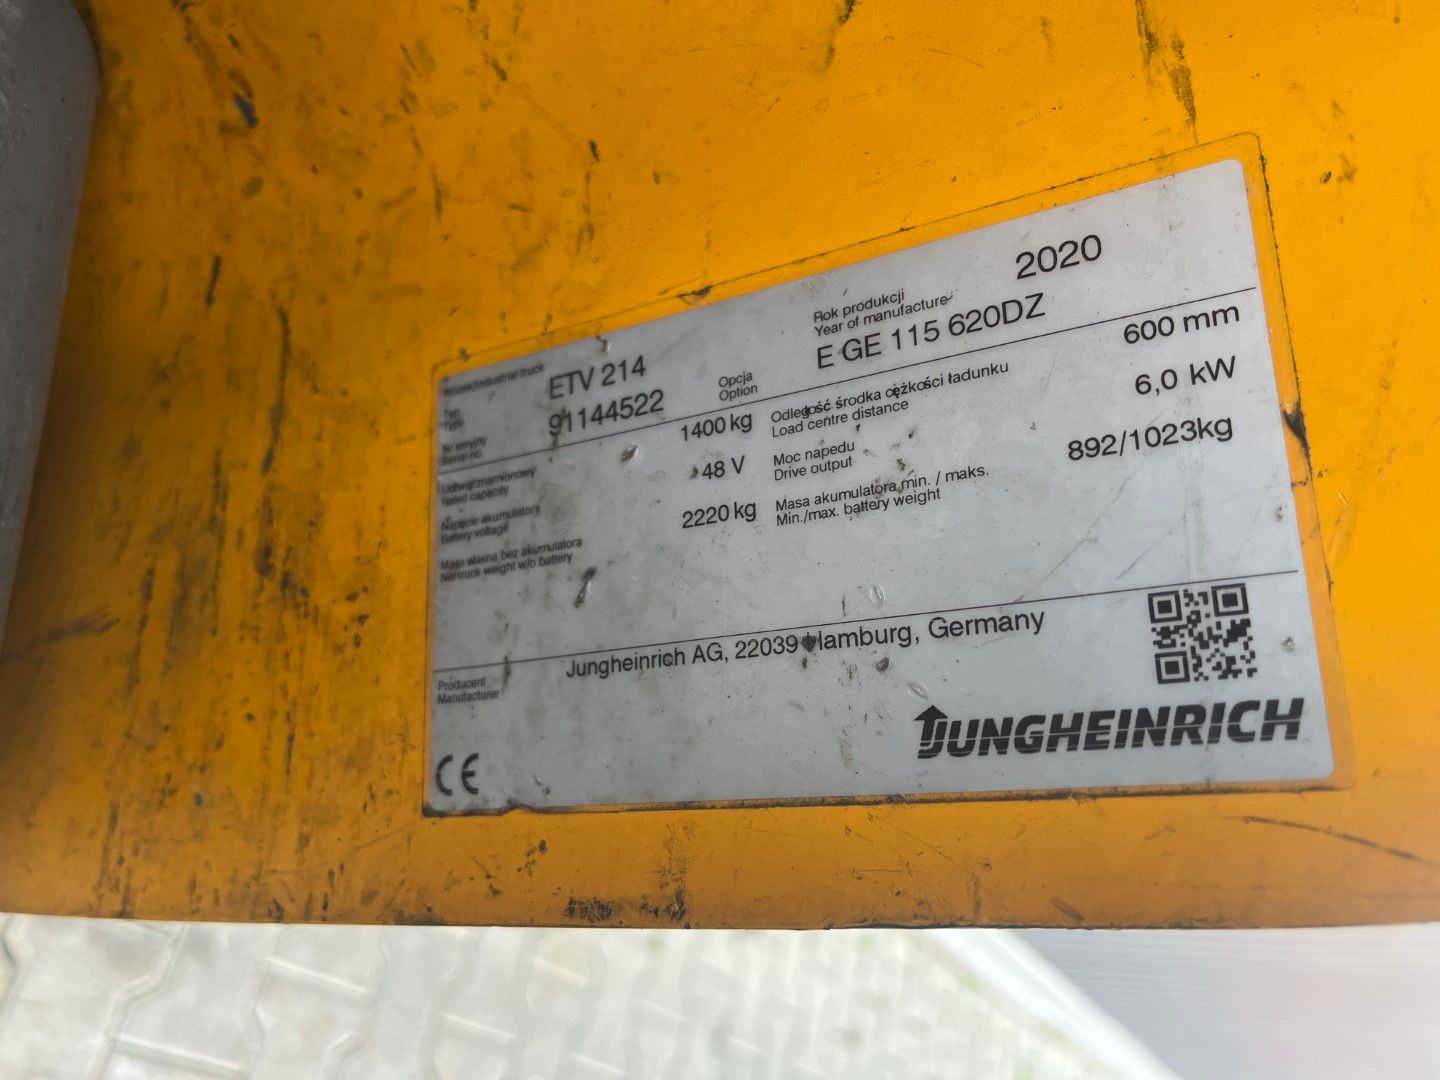 Wózek/Industrial truck
Typ
Type
ETV 214
Rok produkcji
Year of manufacture
2020
Nr seryjny
Serial no.
91144522
Opcja
Option
E GE 115 620DZ
Udźwig znamionowy
Rated capacity
1400 kg
Odległość środka ciężkości ładunku
Load centre distance
600 mm
Napięcie akumulatora
Battery voltage
48 V
Moc napędu
Drive output
6,0 kW
Masa własna bez akumulatora
Net truck weight w/o battery
2220 kg
Masa akumulatora min. / maks.
Min./max. battery weight
892/1023kg
Producent
Manufacturer
Jungheinrich AG, 22039 Hamburg, Germany
CE
JUNGHEINRICH